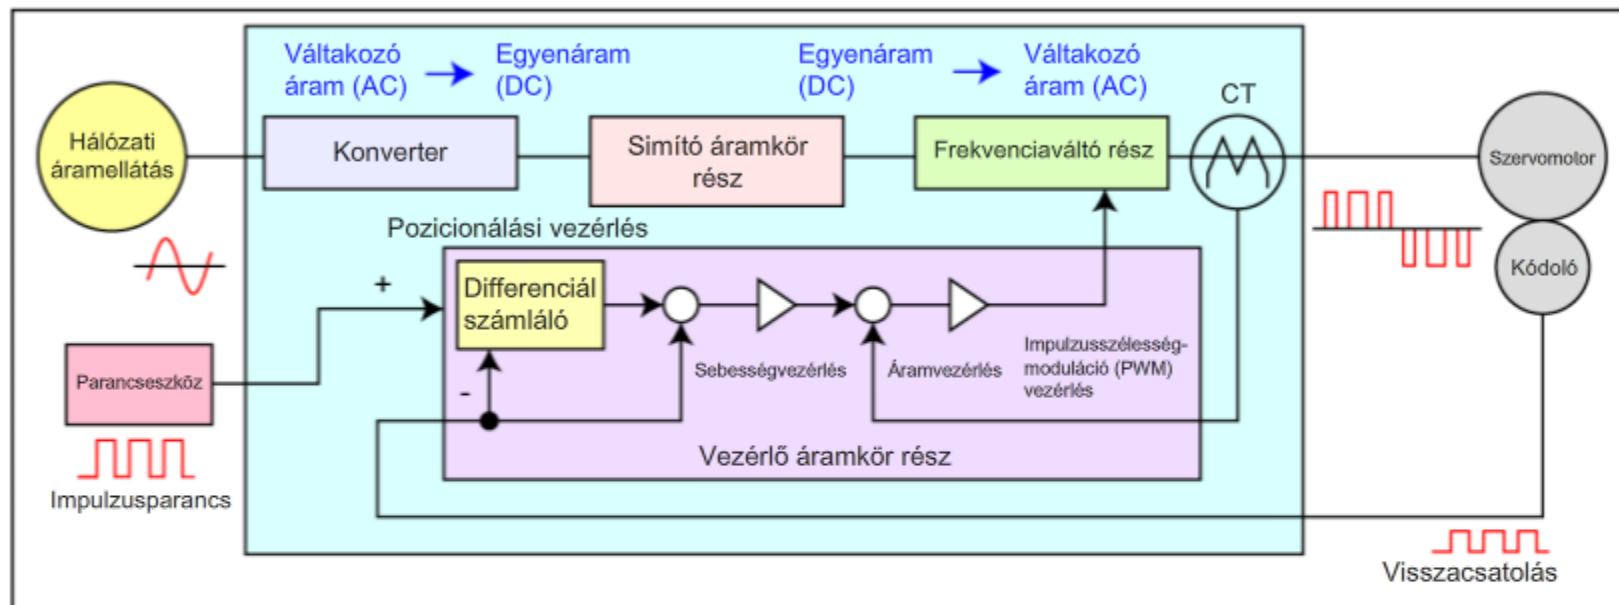 Váltakozó
áram (AC)
Egyenáram
(DC)
Egyenáram
(DC)
Váltakozó
áram (AC)
CT
Hálózati
áramellátás
Konverter
Simító áramkör
rész
Frekvenciaváltó rész
Szervomotor
Kódoló
Pozicionálási vezérlés
+
Differenciál
számláló
-
Sebességvezérlés
Áramvezérlés
Impulzusszélesség-
moduláció (PWM)
vezérlés
Parancseszköz
Vezérlő áramkör rész
Impulzusparancs
Visszacsatolás